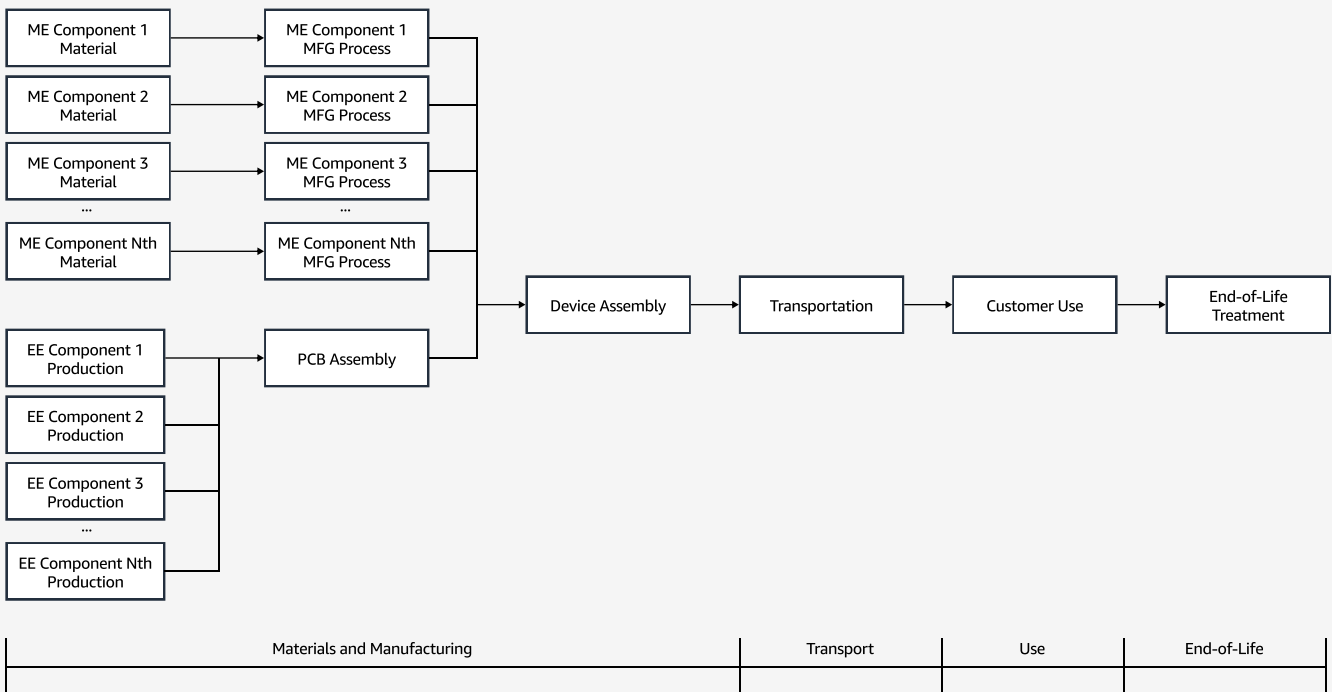 ME Component 1
Material
ME Component 1
MFG Process
ME Component 2
Material
ME Component 2
MFG Process
ME Component 3
Material
ME Component 3
MFG Process
...
...
ME Component Nth
Material
ME Component Nth
MFG Process
Device Assembly
Transportation
Customer Use
End-of-Life
Treatment
EE Component 1
Production
PCB Assembly
EE Component 2
Production
EE Component 3
Production
...
EE Component Nth
Production
Materials and Manufacturing
Transport
Use
End-of-Life